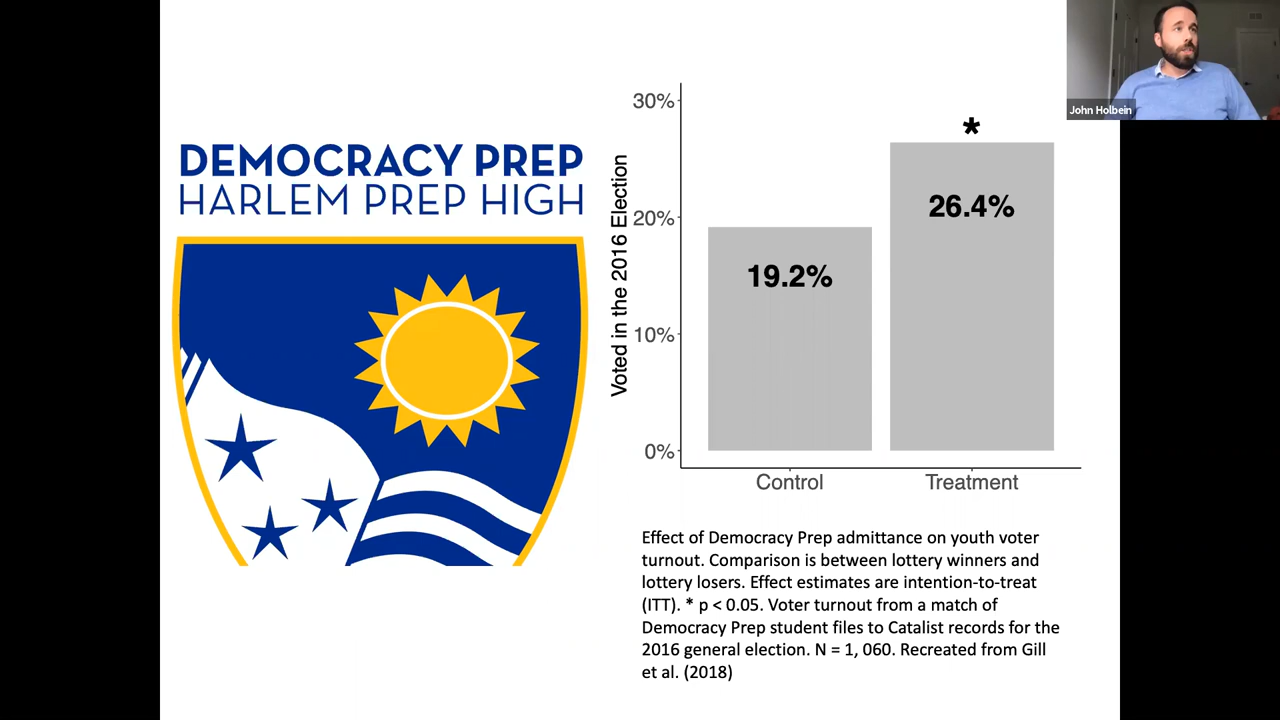 DEMOCRACY PREP
HARLEM PREP HIGH
Voted in the 2016 Election
30%
20%
10%
0%
*
19.2%
26.4%
Control
Treatment
Effect of Democracy Prep admittance on youth voter
turnout. Comparison is between lottery winners and
lottery losers. Effect estimates are intention-to-treat
(ITT). * p < 0.05. Voter turnout from a match of
Democracy Prep student files to Catalist records for the
2016 general election. N = 1, 060. Recreated from Gill
et al. (2018)
John Holbein